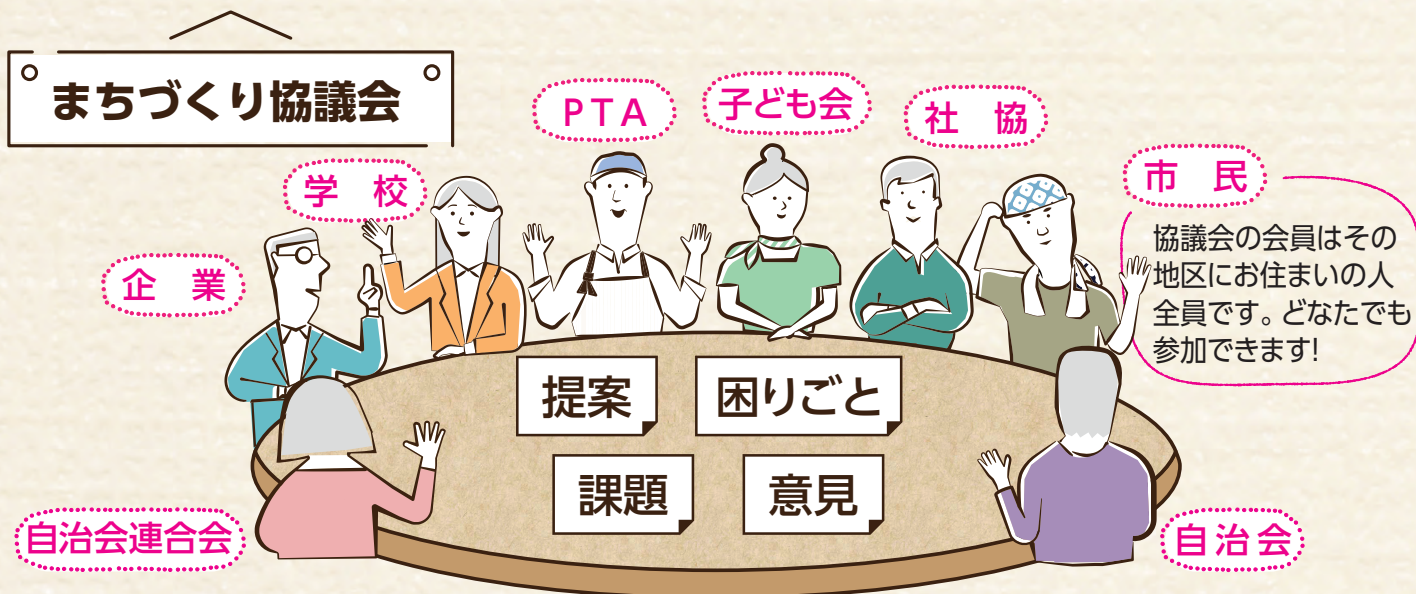 まちづくり協議会
企業
学校
PTA
子ども会
社協
市民
協議会の会員はその
地区にお住まいの人
全員です。どなたでも
参加できます!
提案
困りごと
課題
意見
自治会連合会
自治会